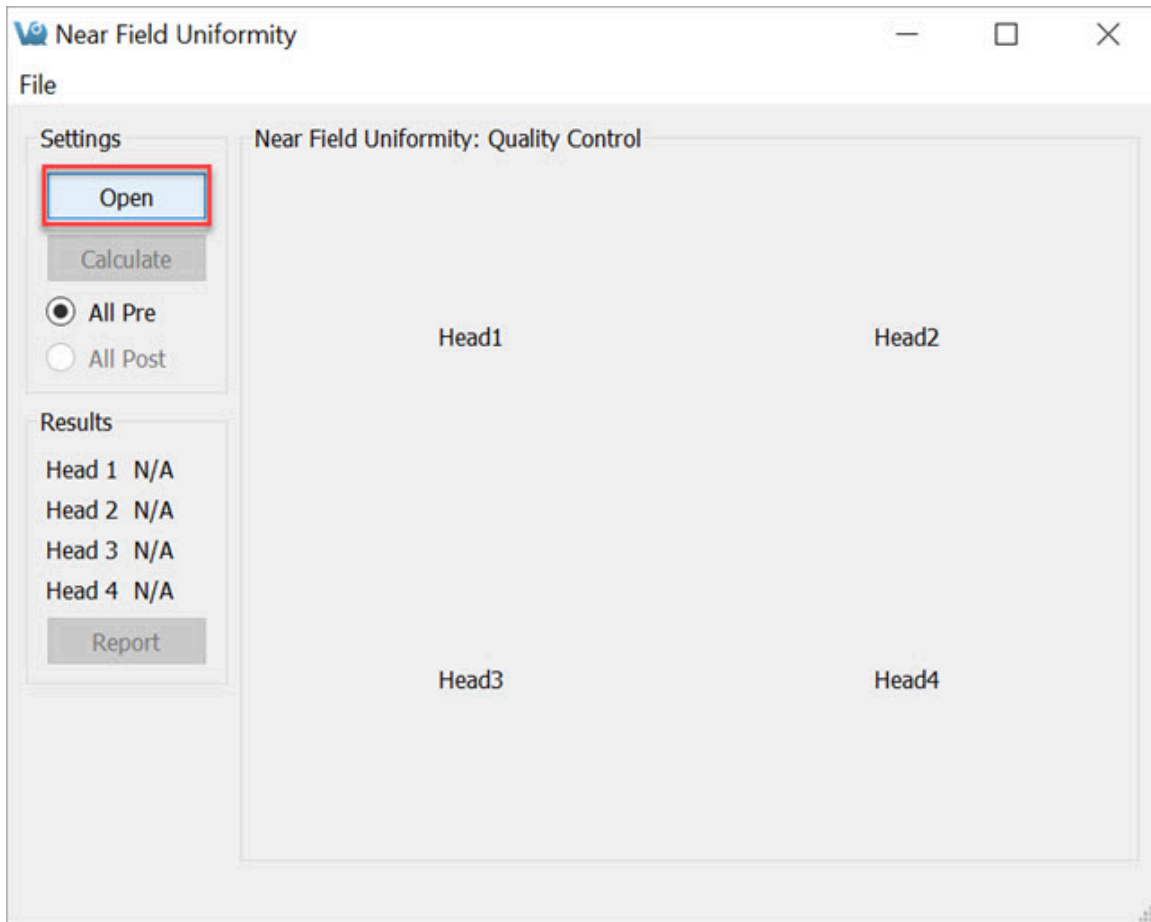 Near Field Uniformity
File
Settings
Open
Calculate
All Pre
All Post
Results
Head 1 N/A
Head 2 N/A
Head 3 N/A
Head 4 N/A
Report
Near Field Uniformity: Quality Control
Head1
Head2
Head3
Head4